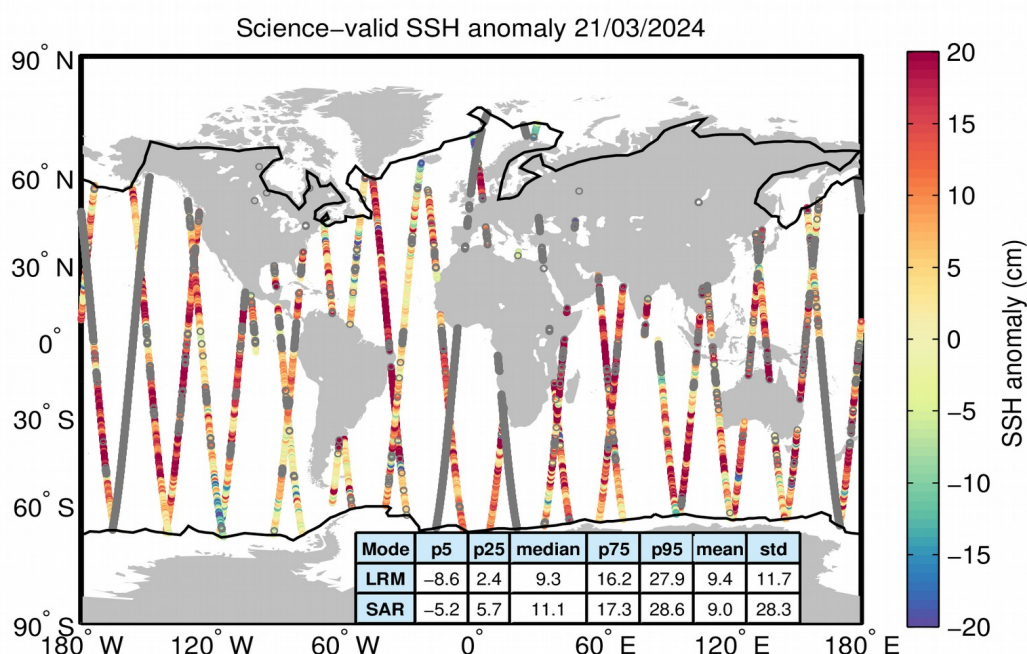 Science−valid SSH anomaly 21/03/2024
90° N
60° N
30° N
0°
30° S
60° S
90° S
180° W 120° W 60° W 0° 60° E 120° E 180° E
Mode p5 p25 median p75 p95 mean std
LRM −8.6 2.4 9.3 16.2 27.9 9.4 11.7
SAR −5.2 5.7 11.1 17.3 28.6 9.0 28.3
20
15
10
5
0
−5
−10
−15
−20
SSH anomaly (cm)